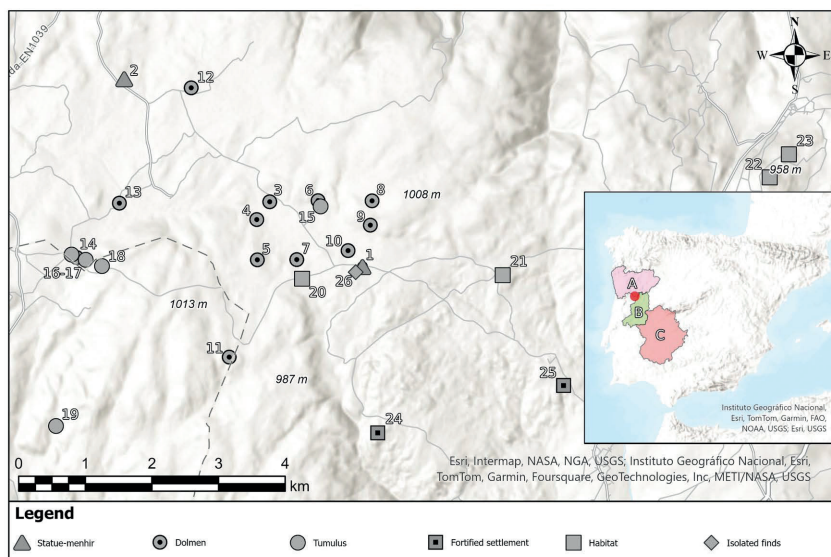 da EN1039
N
W E
S
2
12
23
22
958 m
13
3
6
8
1008 m
15
4
9
5
7
10
1
14
18
16-17
26
21
20
1013 m
11
987 m
25
19
24
A
B
C
Instituto Geográfico Nacional,
Esri, TomTom, Garmin, FAO,
NOAA, USGS; Esri, USGS
0 1 2 3 4
km
Esri, Intermap, NASA, NGA, USGS; Instituto Geográfico Nacional, Esri,
TomTom, Garmin, Foursquare, GeoTechnologies, Inc, METI/NASA, USGS
Legend
Statue-menhir Dolmen Tumulus Fortified settlement Habitat Isolated finds